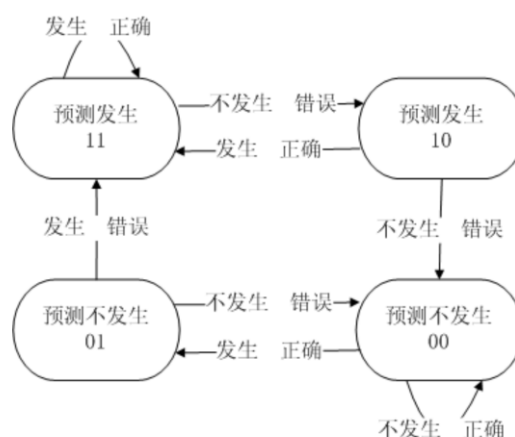 发生 正确
预测发生
11
不发生 错误
发生 正确
预测发生
10
发生 错误
不发生 错误
预测不发生
01
不发生 错误
发生 正确
预测不发生
00
不发生 正确